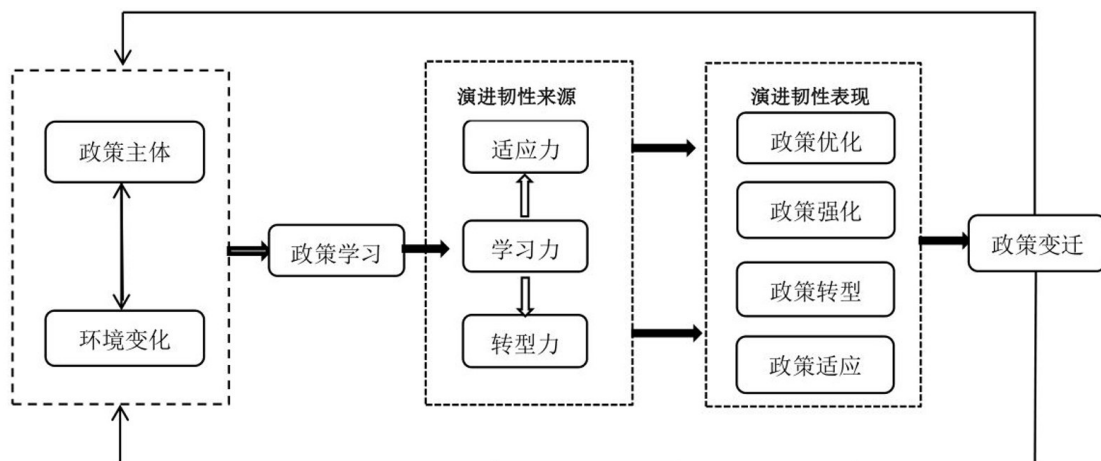 政策主体
环境变化
政策学习
演进韧性来源
适应力
学习力
转型力
演进韧性表现
政策优化
政策强化
政策转型
政策适应
政策变迁